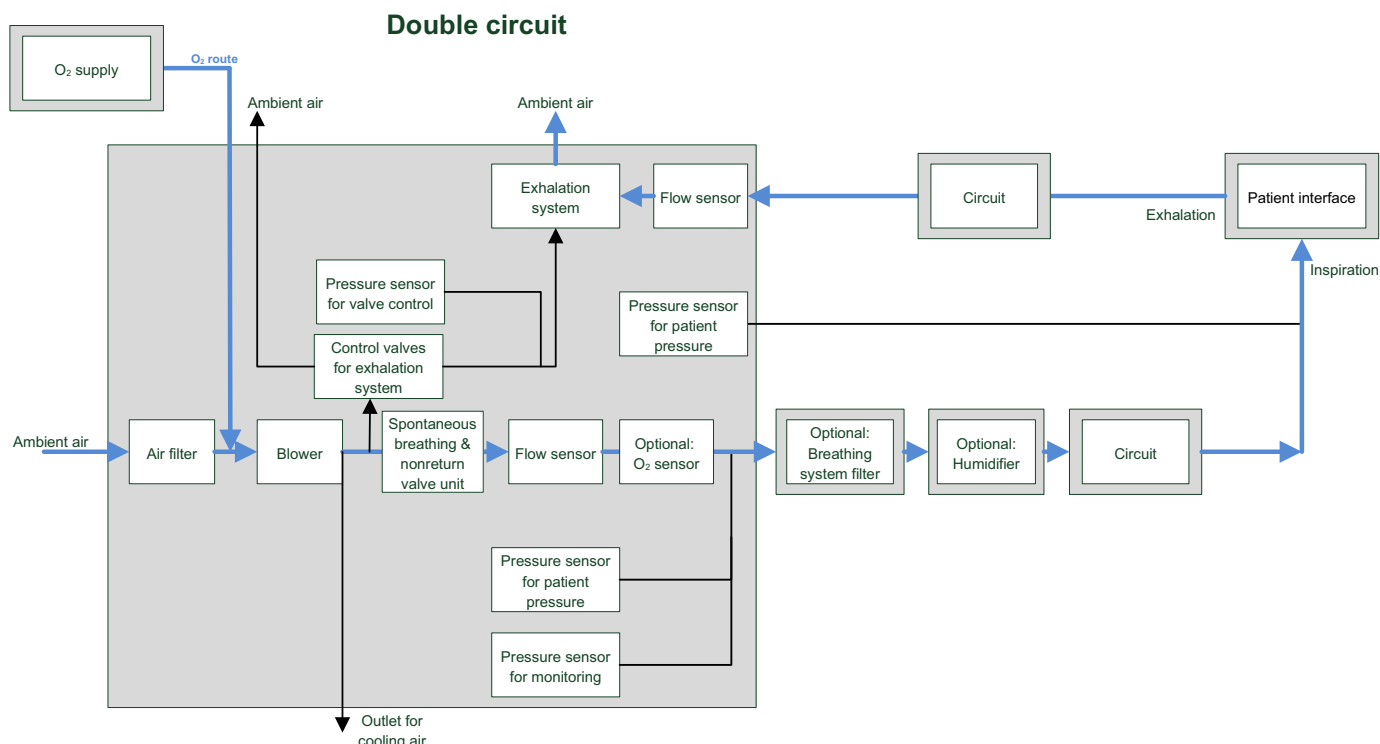 Double circuit
O₂ supply
O₂ route
Ambient air
Ambient air
Exhalation
system
Flow sensor
Circuit
Patient interface
Exhalation
Inspiration
Pressure sensor
for valve control
Pressure sensor
for patient
pressure
Control valves
for exhalation
system
Ambient air
Air filter
Blower
Spontaneous
breathing &
nonreturn
valve unit
Flow sensor
Optional:
O₂ sensor
Optional:
Breathing
system filter
Optional:
Humidifier
Circuit
Pressure sensor
for patient
pressure
Pressure sensor
for monitoring
Outlet for
cooling air